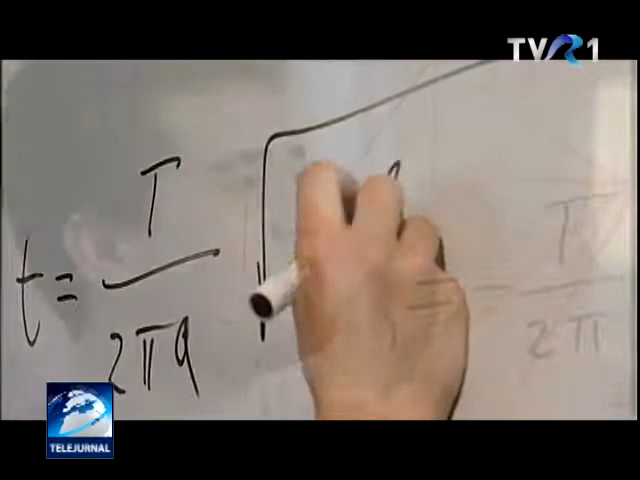 TVR1
t = T / 2πa √
= T / 2π
TELEJURNAL